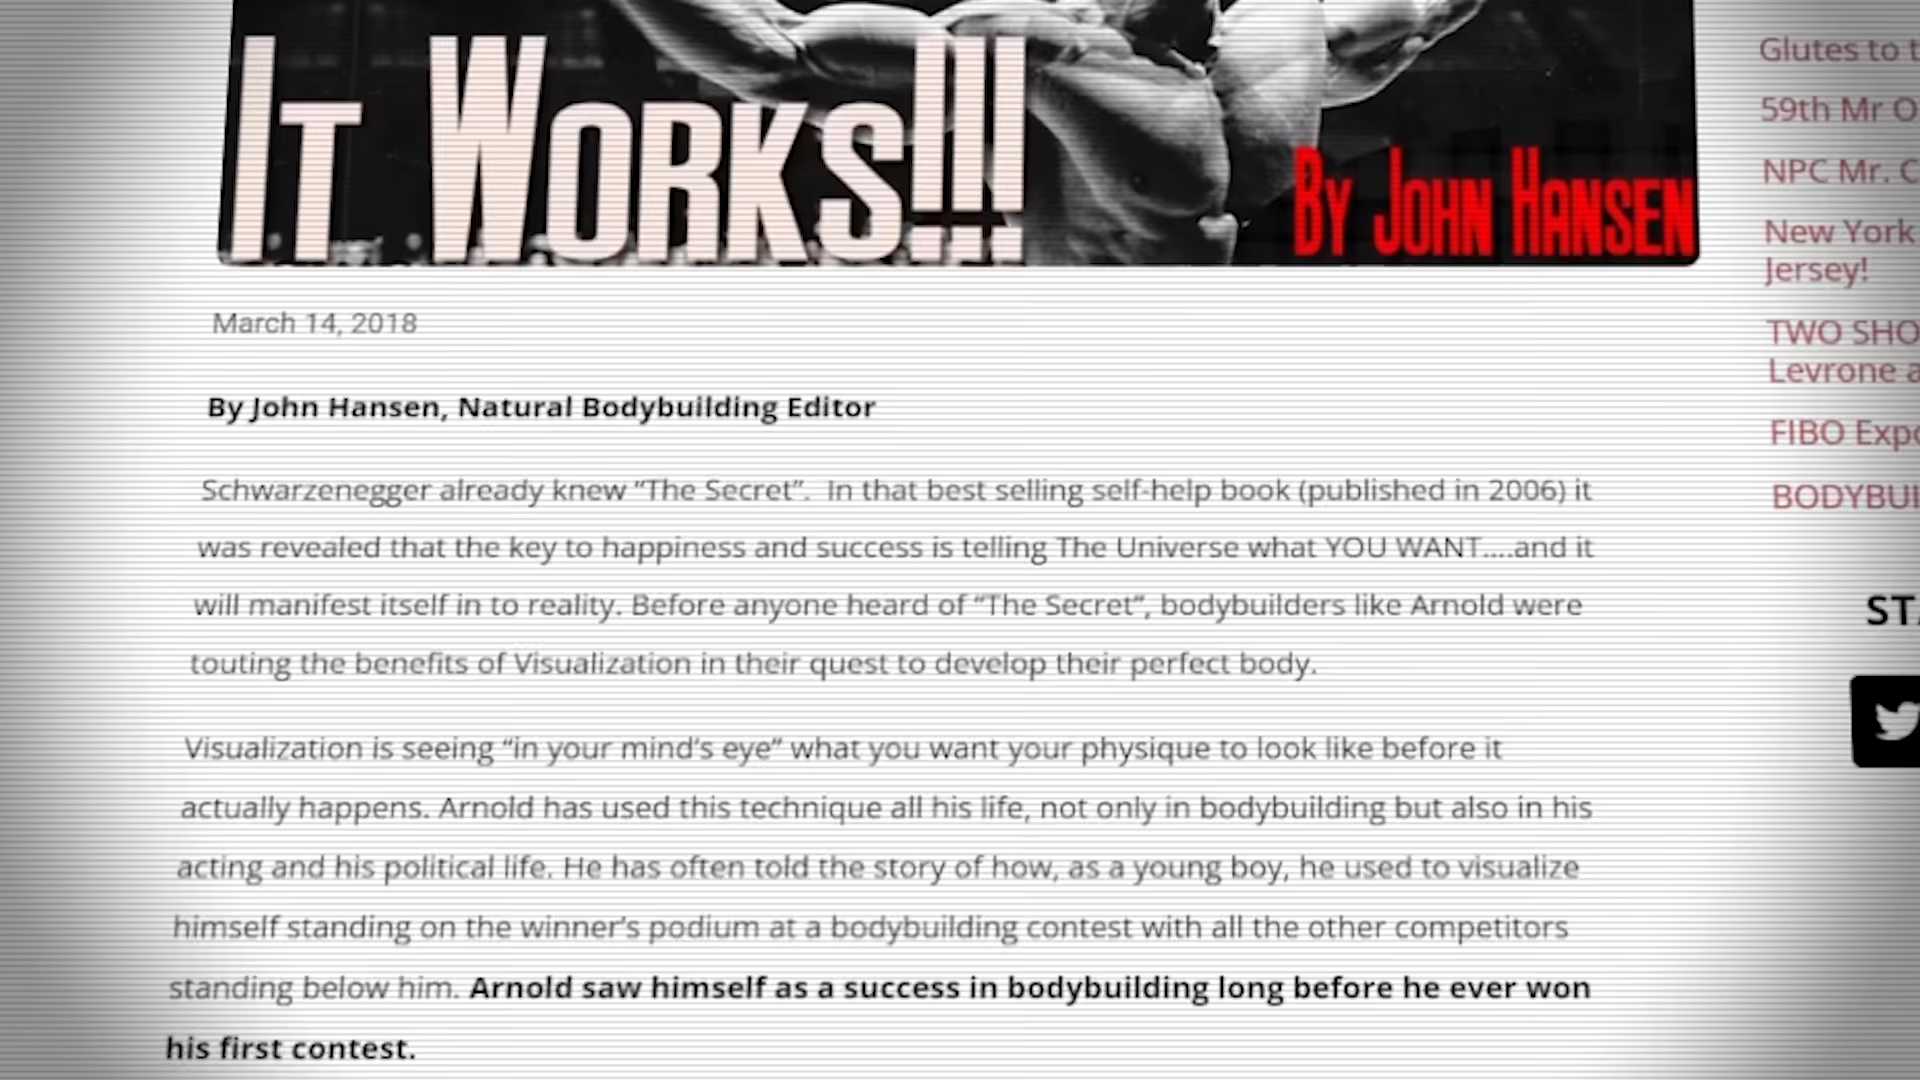 IT WORKS!!!
BY JOHN HANSEN
March 14, 2018
By John Hansen, Natural Bodybuilding Editor
Schwarzenegger already knew “The Secret”. In that best selling self-help book (published in 2006) it
was revealed that the key to happiness and success is telling The Universe what YOU WANT....and it
will manifest itself in to reality. Before anyone heard of “The Secret”, bodybuilders like Arnold were
touting the benefits of Visualization in their quest to develop their perfect body.
Visualization is seeing “in your mind’s eye” what you want your physique to look like before it
actually happens. Arnold has used this technique all his life, not only in bodybuilding but also in his
acting and his political life. He has often told the story of how, as a young boy, he used to visualize
himself standing on the winner’s podium at a bodybuilding contest with all the other competitors
standing below him. Arnold saw himself as a success in bodybuilding long before he ever won
his first contest.
Glutes to
59th Mr
NPC Mr.
New York
Jersey!
TWO
Levrone
FIBO